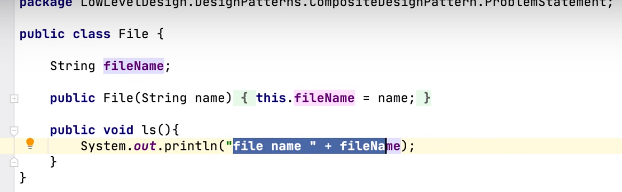 package LowLevelDesign.DesignPatterns.CompositeDesignPattern.ProblemStatement;
public class File {
String fileName;
public File(String name) { this.fileName = name; }
public void ls(){
System.out.println("file name " + fileName);
}
}